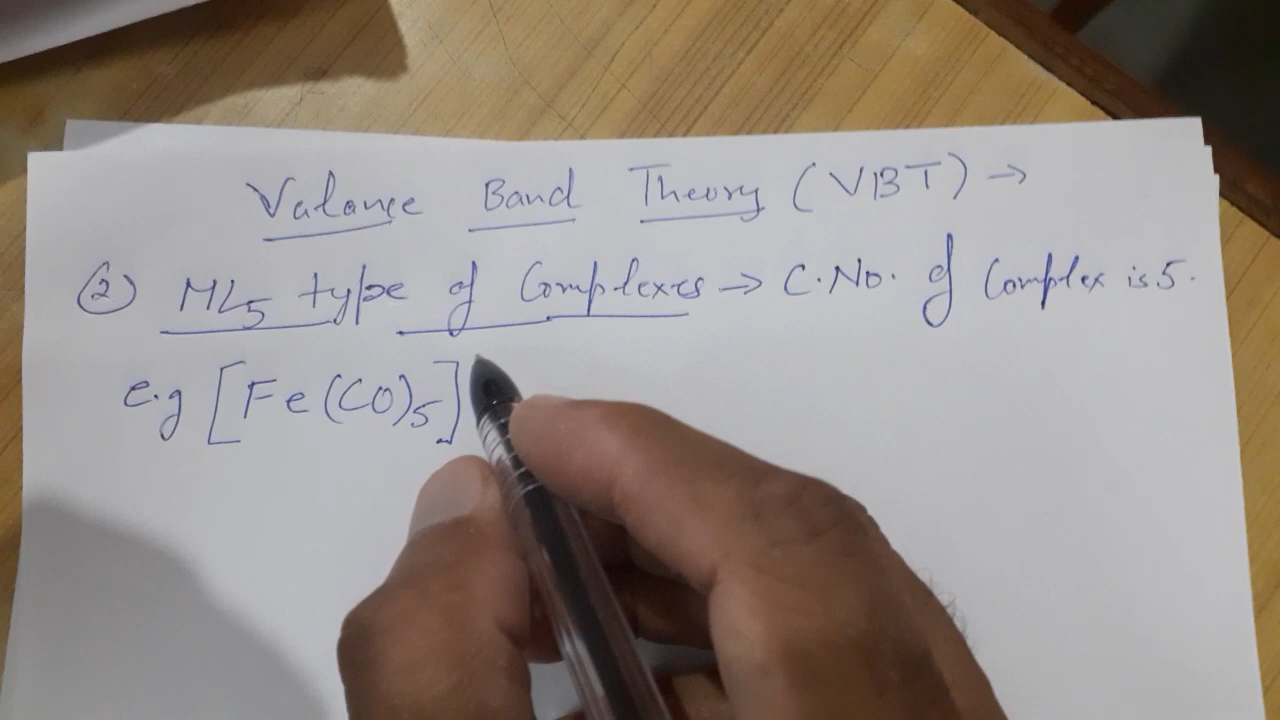 Valance Band Theory (VBT) →
② ML5 type of Complexes → C.No. of Complex is 5.
e.g [Fe(CO)5]